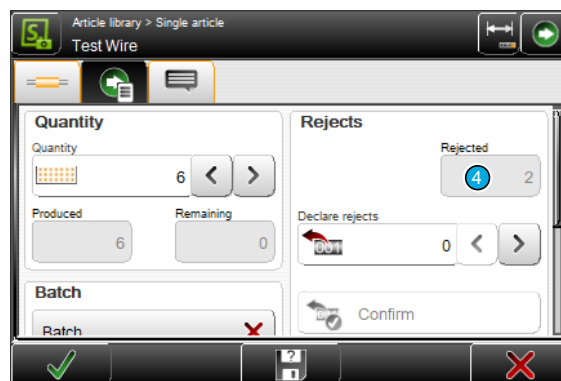 Article library > Single article
Test Wire
Quantity
Quantity
6
Produced
6
Remaining
0
Batch
Batch
Rejects
Rejected
4
2
Declare rejects
001
0
Confirm
?